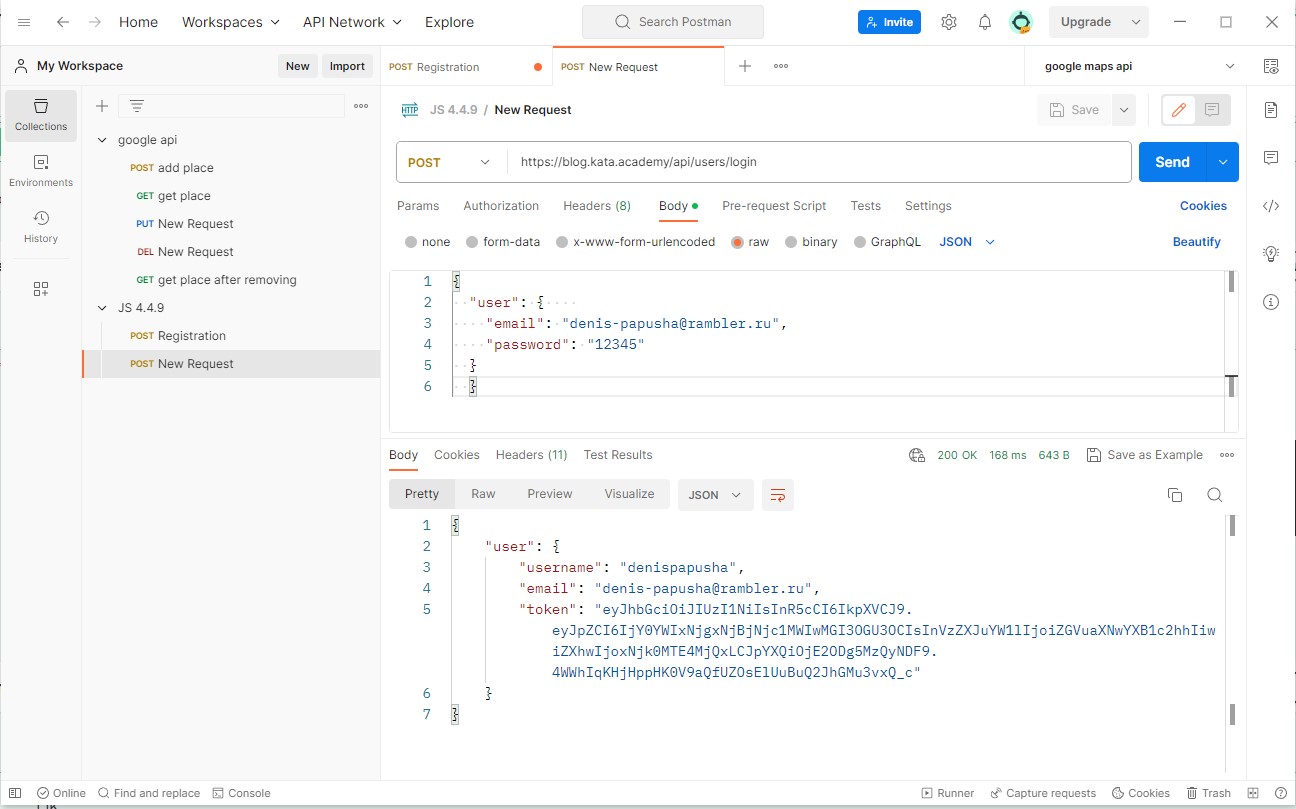 Home Workspaces API Network Explore Search Postman Invite Upgrade
My Workspace New Import POST Registration POST New Request google maps api
Collections
Environments
History
google api
POST add place
GET get place
PUT New Request
DEL New Request
GET get place after removing
JS 4.4.9
POST Registration
POST New Request
HTTP JS 4.4.9 / New Request Save
POST https://blog.kata.academy/api/users/login Send
Params Authorization Headers (8) Body Pre-request Script Tests Settings Cookies
none form-data x-www-form-urlencoded raw binary GraphQL JSON Beautify
1 {
2 "user": {
3 "email": "denis-papusha@rambler.ru",
4 "password": "12345"
5 }
6 }
Body Cookies Headers (11) Test Results 200 OK 168 ms 643 B Save as Example
Pretty Raw Preview Visualize JSON
1 {
2 "user": {
3 "username": "denispapusha",
4 "email": "denis-papusha@rambler.ru",
5 "token": "eyJhbGciOiJIUzI1NiIsInR5cCI6IkpXVCJ9.
eyJpZCI6IjY0YWIxNjgxNjBjNjc1MWIwMGI3OGU3OCIsInVzZXJuYW1lIjoiZGVuaXNwYXB1c2hhIiw
iZXhwIjoxNjk0MTE4MjQxLCJpYXQiOjE2ODg5MzQyNDF9.
4WWhIqKHjHppHK0V9aQfUZOsElUuBuQ2JhGMu3vxQ_c"
6 }
7 }
Online Find and replace Console Runner Capture requests Cookies Trash